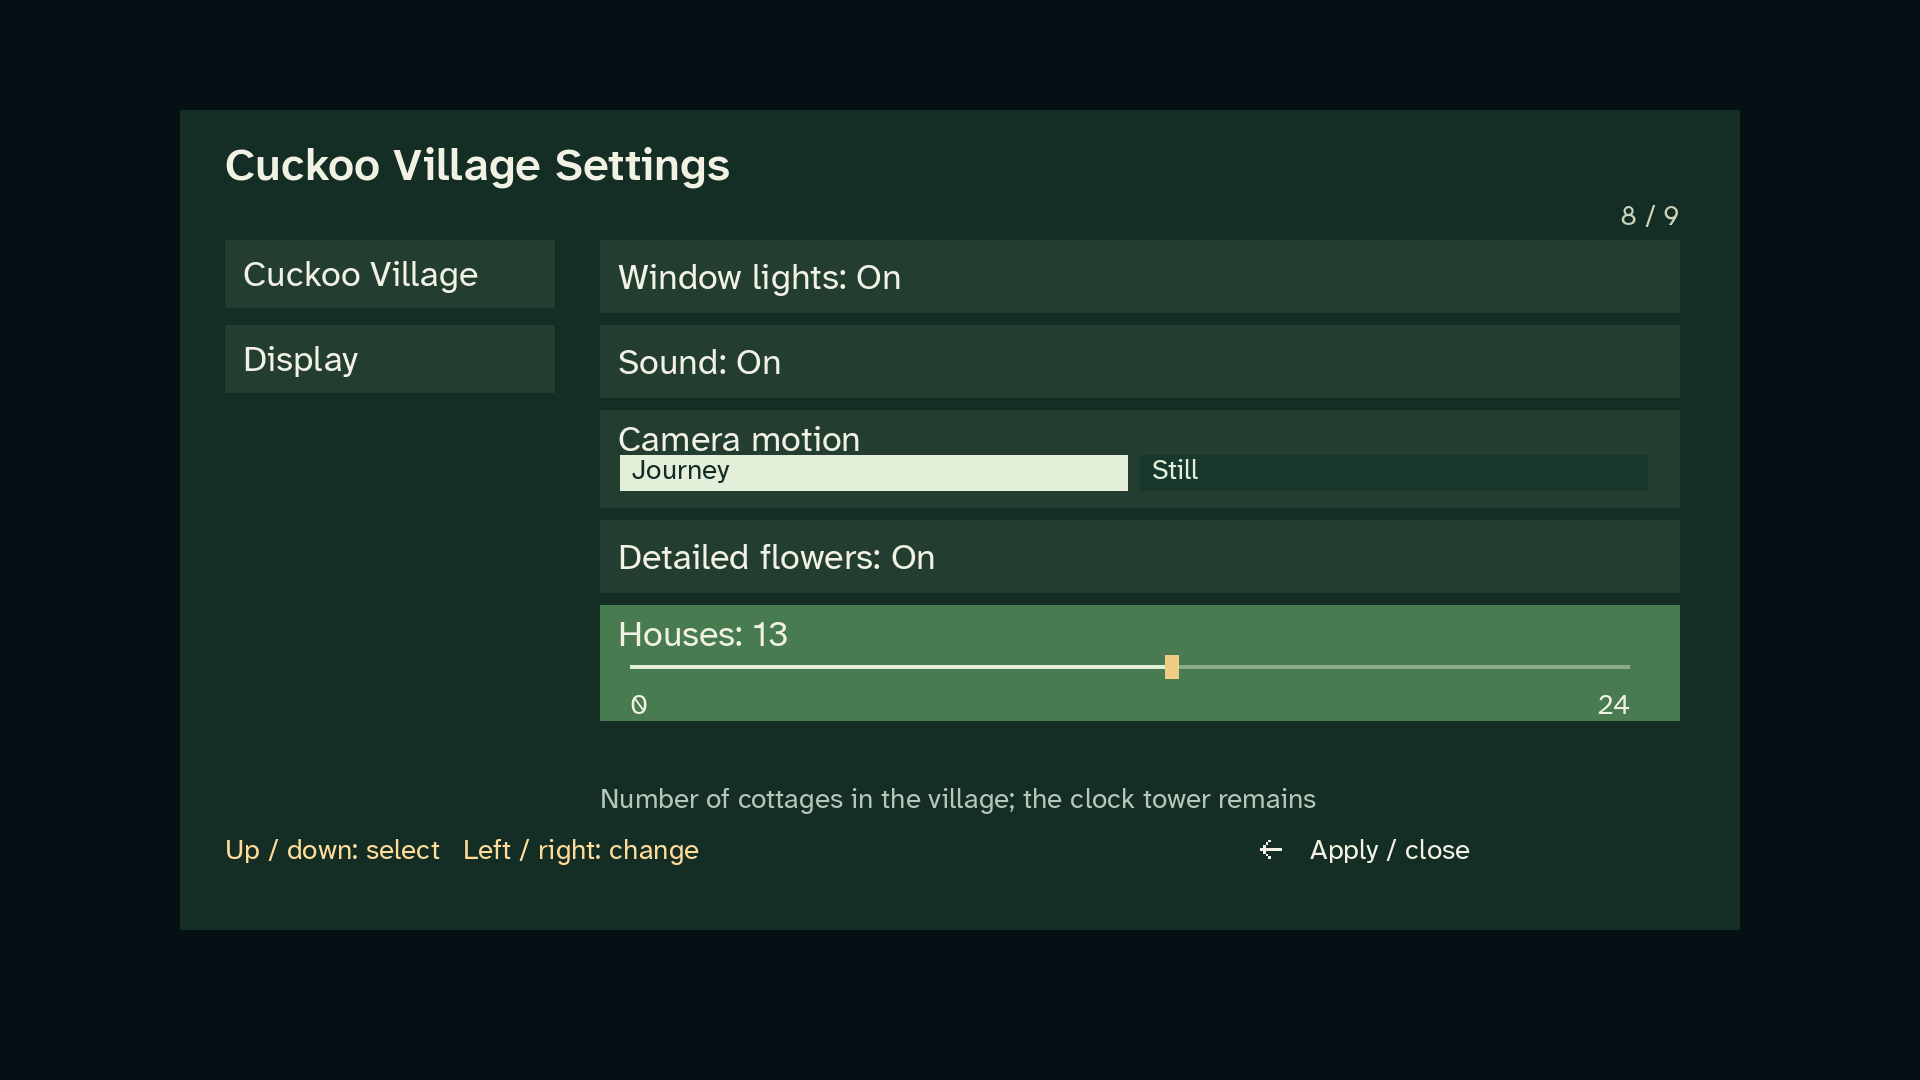 Cuckoo Village Settings
8 / 9
Cuckoo Village
Display
Window lights: On
Sound: On
Camera motion
Journey
Still
Detailed flowers: On
Houses: 13
0
24
Number of cottages in the village; the clock tower remains
Up / down: select Left / right: change
← Apply / close